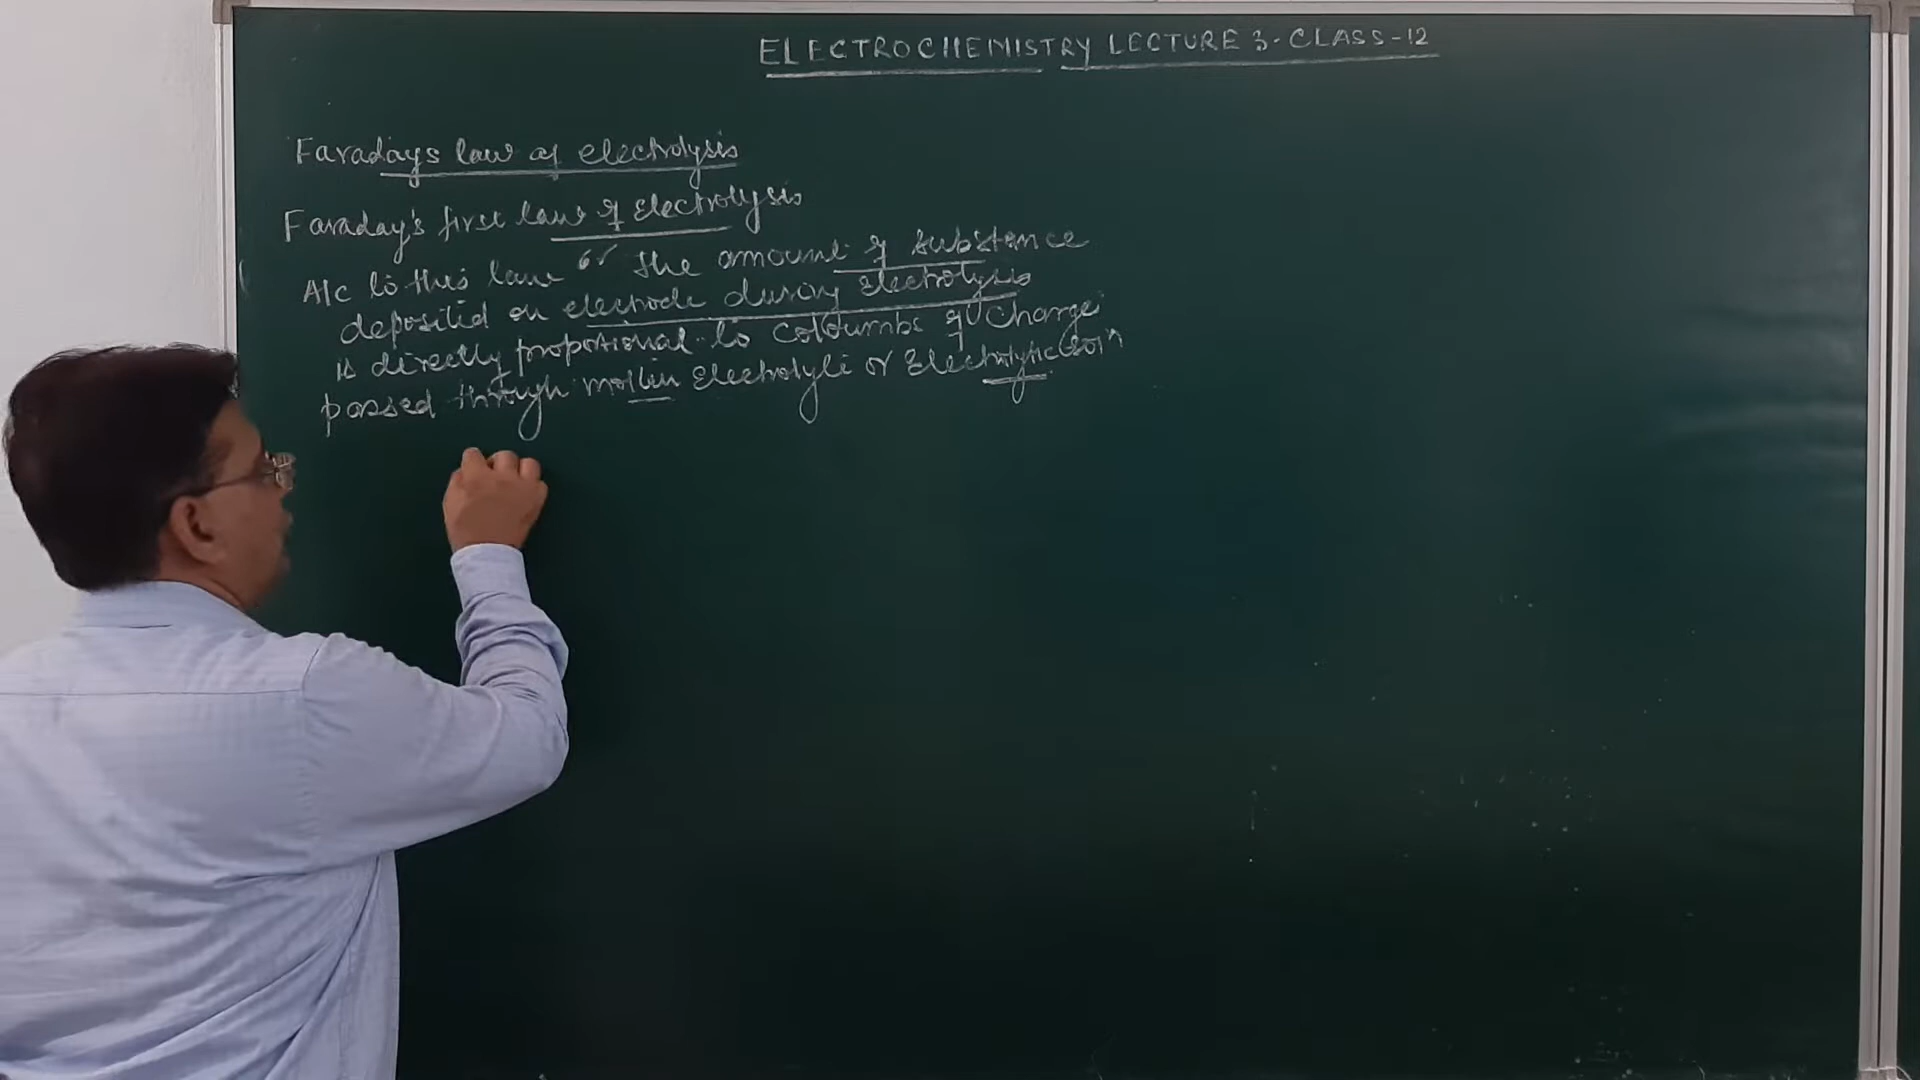 ELECTROCHEMISTRY LECTURE 3. CLASS-12
Faradays law of electrolysis
Faraday's first law of Electrolysis
A/c to this law " the amount of substance
deposited on electrode during Electrolysis
is directly proportional to coloumbs of charge
passed through molten Electrolyte or Electrolytic soln